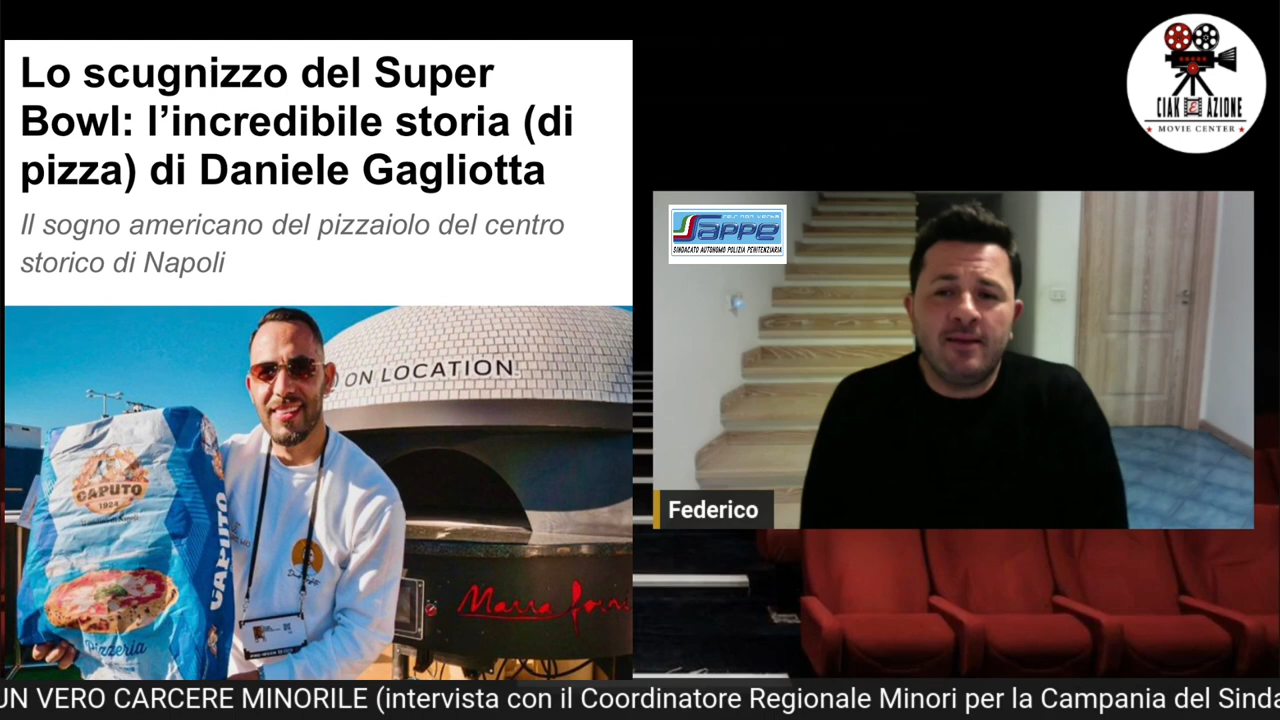 Lo scugnizzo del Super
Bowl: l'incredibile storia (di
pizza) di Daniele Gagliotta
Il sogno americano del pizzaiolo del centro
storico di Napoli
ON LOCATION
CAPUTO
1924
CAPUTO
Pizzeria
Marra
CIAK E AZIONE
MOVIE CENTER
SAPPE
SINDACATO AUTONOMO POLIZIA PENITENZIARIA
Federico
UN VERO CARCERE MINORILE (intervista con il Coordinatore Regionale Minori per la Campania del Sinda